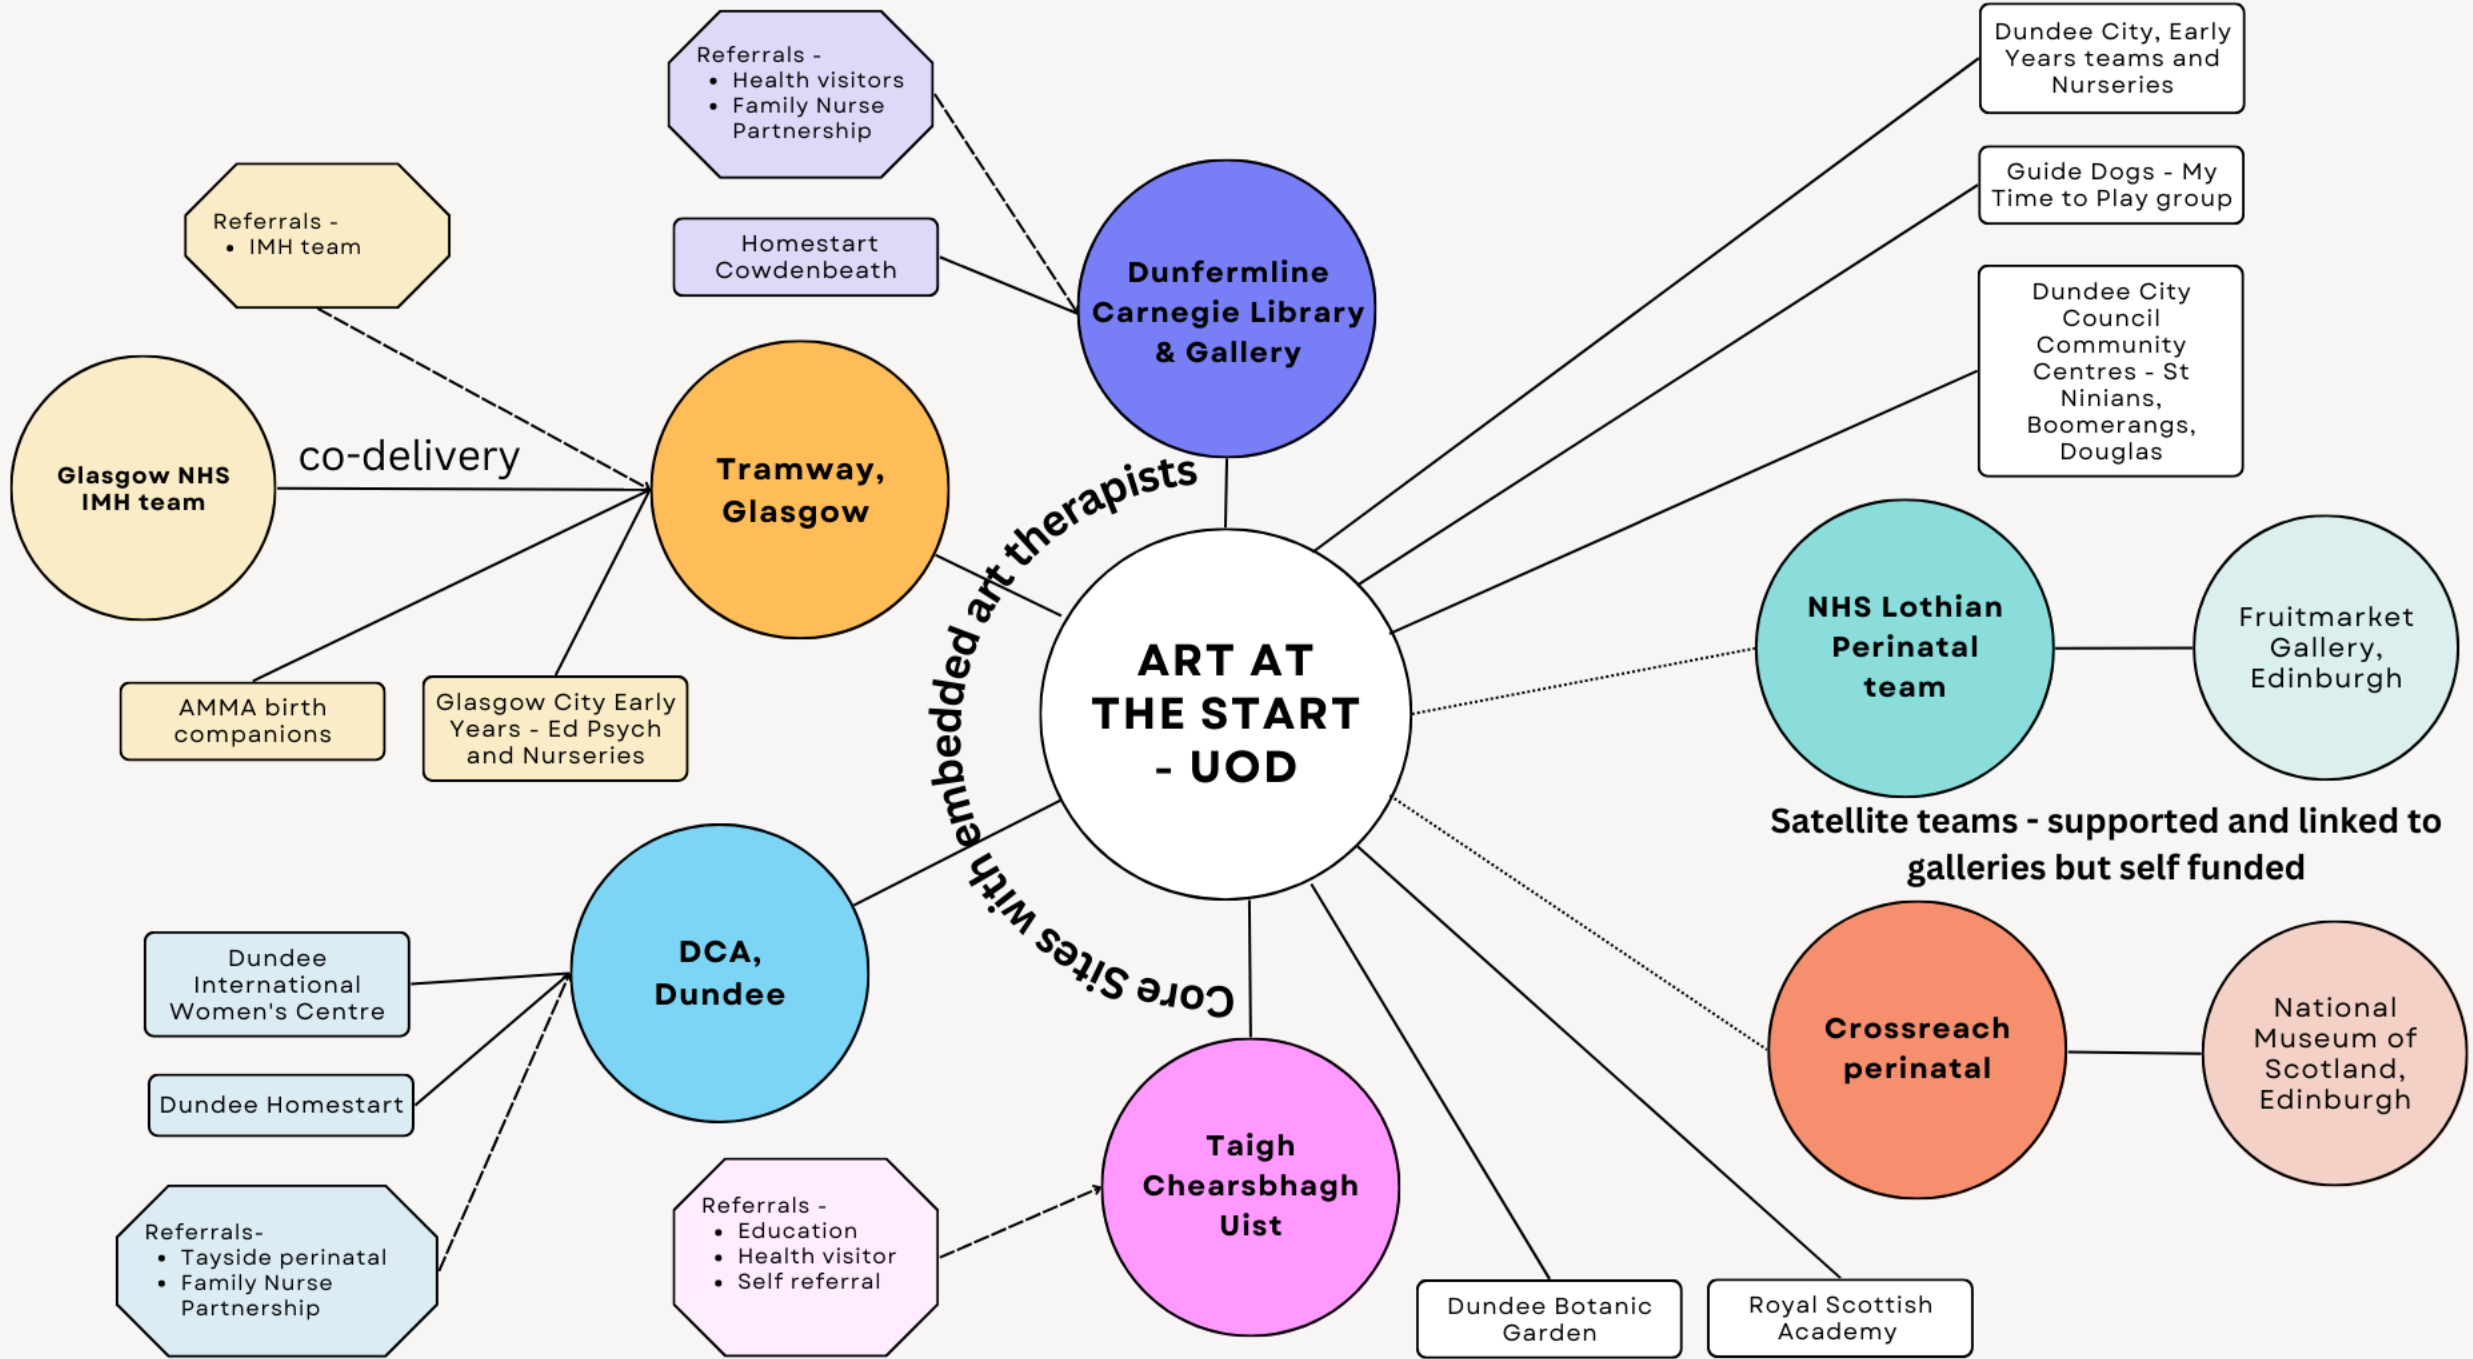 Referrals -
• Health visitors
• Family Nurse
Partnership
Homestart
Cowdenbeath
Dunfermline
Carnegie Library
& Gallery
Dundee City, Early
Years teams and
Nurseries
Guide Dogs - My
Time to Play group
Dundee City
Council
Community
Centres - St
Ninians,
Boomerangs,
Douglas
Referrals -
• IMH team
Glasgow NHS
IMH team
co-delivery
Tramway,
Glasgow
AMMA birth
companions
Glasgow City Early
Years - Ed Psych
and Nurseries
Core Sites with embedded art therapists
ART AT
THE START
- UOD
NHS Lothian
Perinatal
team
Fruitmarket
Gallery,
Edinburgh
Satellite teams - supported and linked to
galleries but self funded
Crossreach
perinatal
National
Museum of
Scotland,
Edinburgh
DCA,
Dundee
Dundee
International
Women's Centre
Dundee Homestart
Referrals-
• Tayside perinatal
• Family Nurse
Partnership
Referrals -
• Education
• Health visitor
• Self referral
Taigh
Chearsbhagh
Uist
Dundee Botanic
Garden
Royal Scottish
Academy